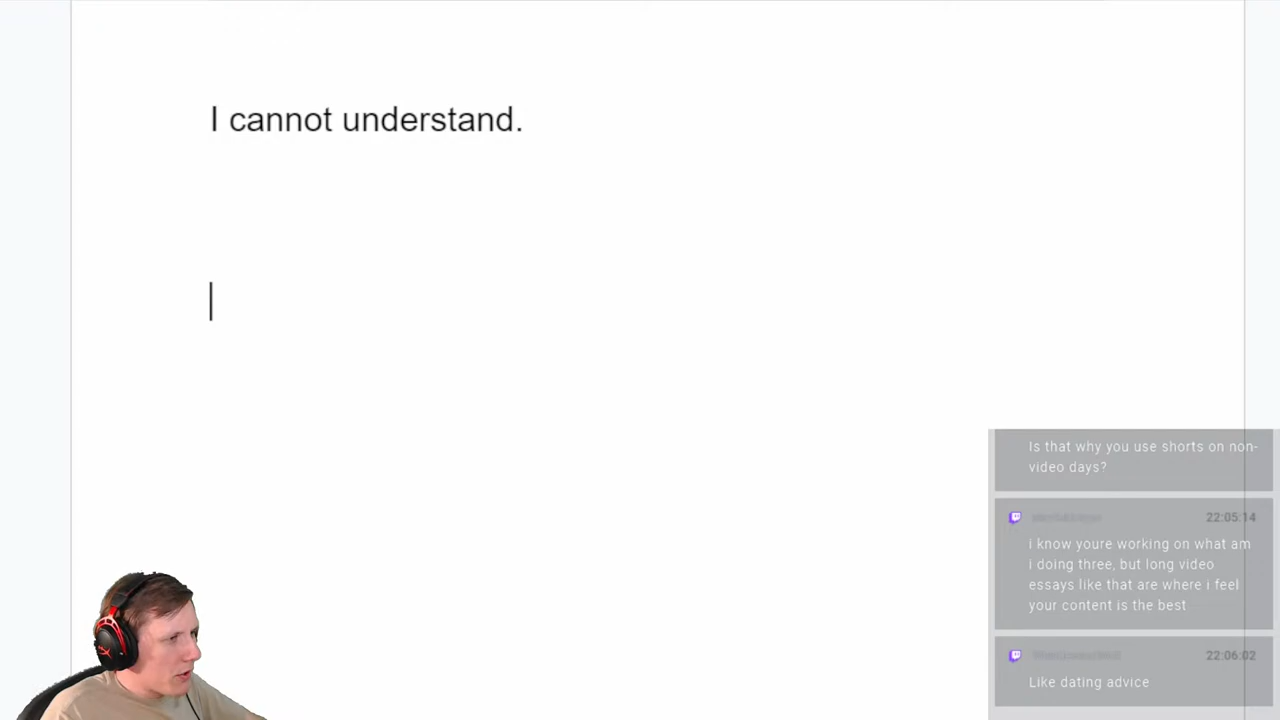 I cannot understand.
Is that why you use shorts on non-
video days?
22:05:14
i know youre working on what am
i doing three, but long video
essays like that are where i feel
your content is the best
22:06:02
Like dating advice